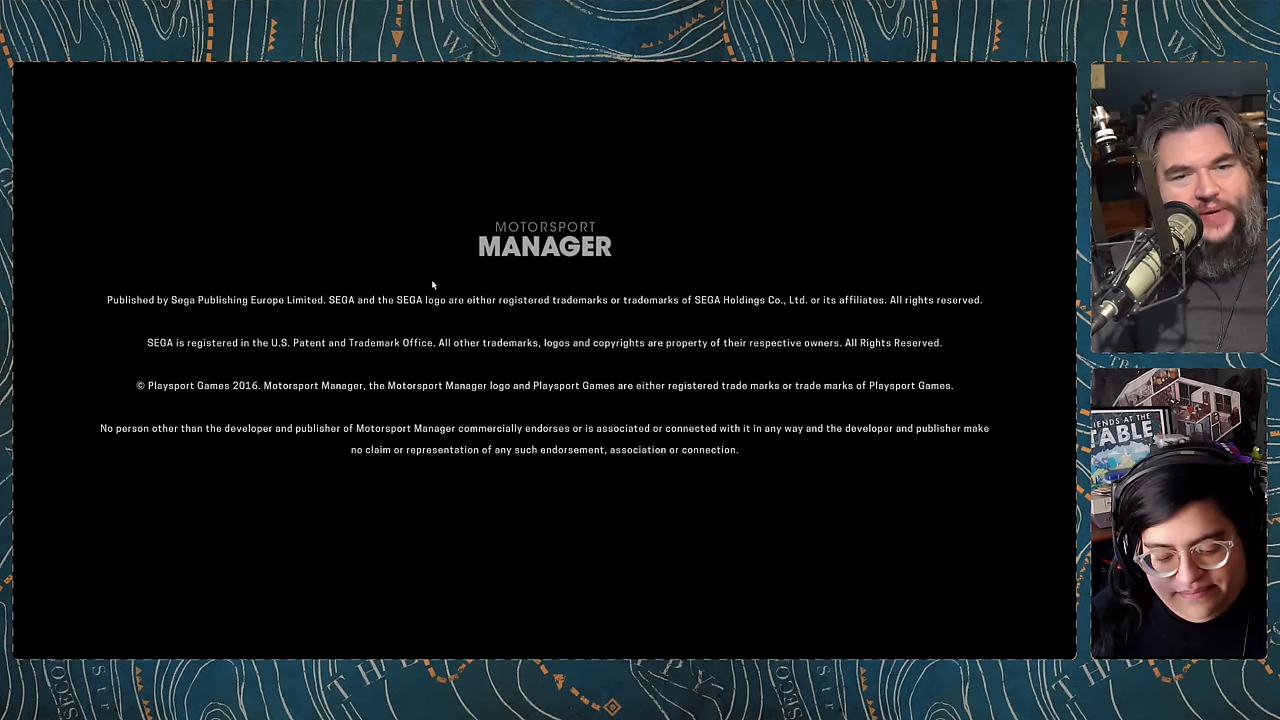 MOTORSPORT
MANAGER
Published by Sega Publishing Europe Limited. SEGA and the SEGA logo are either registered trademarks or trademarks of SEGA Holdings Co., Ltd. or its affiliates. All rights reserved.
SEGA is registered in the U.S. Patent and Trademark Office. All other trademarks, logos and copyrights are property of their respective owners. All Rights Reserved.
© Playsport Games 2016. Motorsport Manager, the Motorsport Manager logo and Playsport Games are either registered trade marks or trade marks of Playsport Games.
No person other than the developer and publisher of Motorsport Manager commercially endorses or is associated or connected with it in any way and the developer and publisher make
no claim or representation of any such endorsement, association or connection.
IENDS AT THE
TABLE